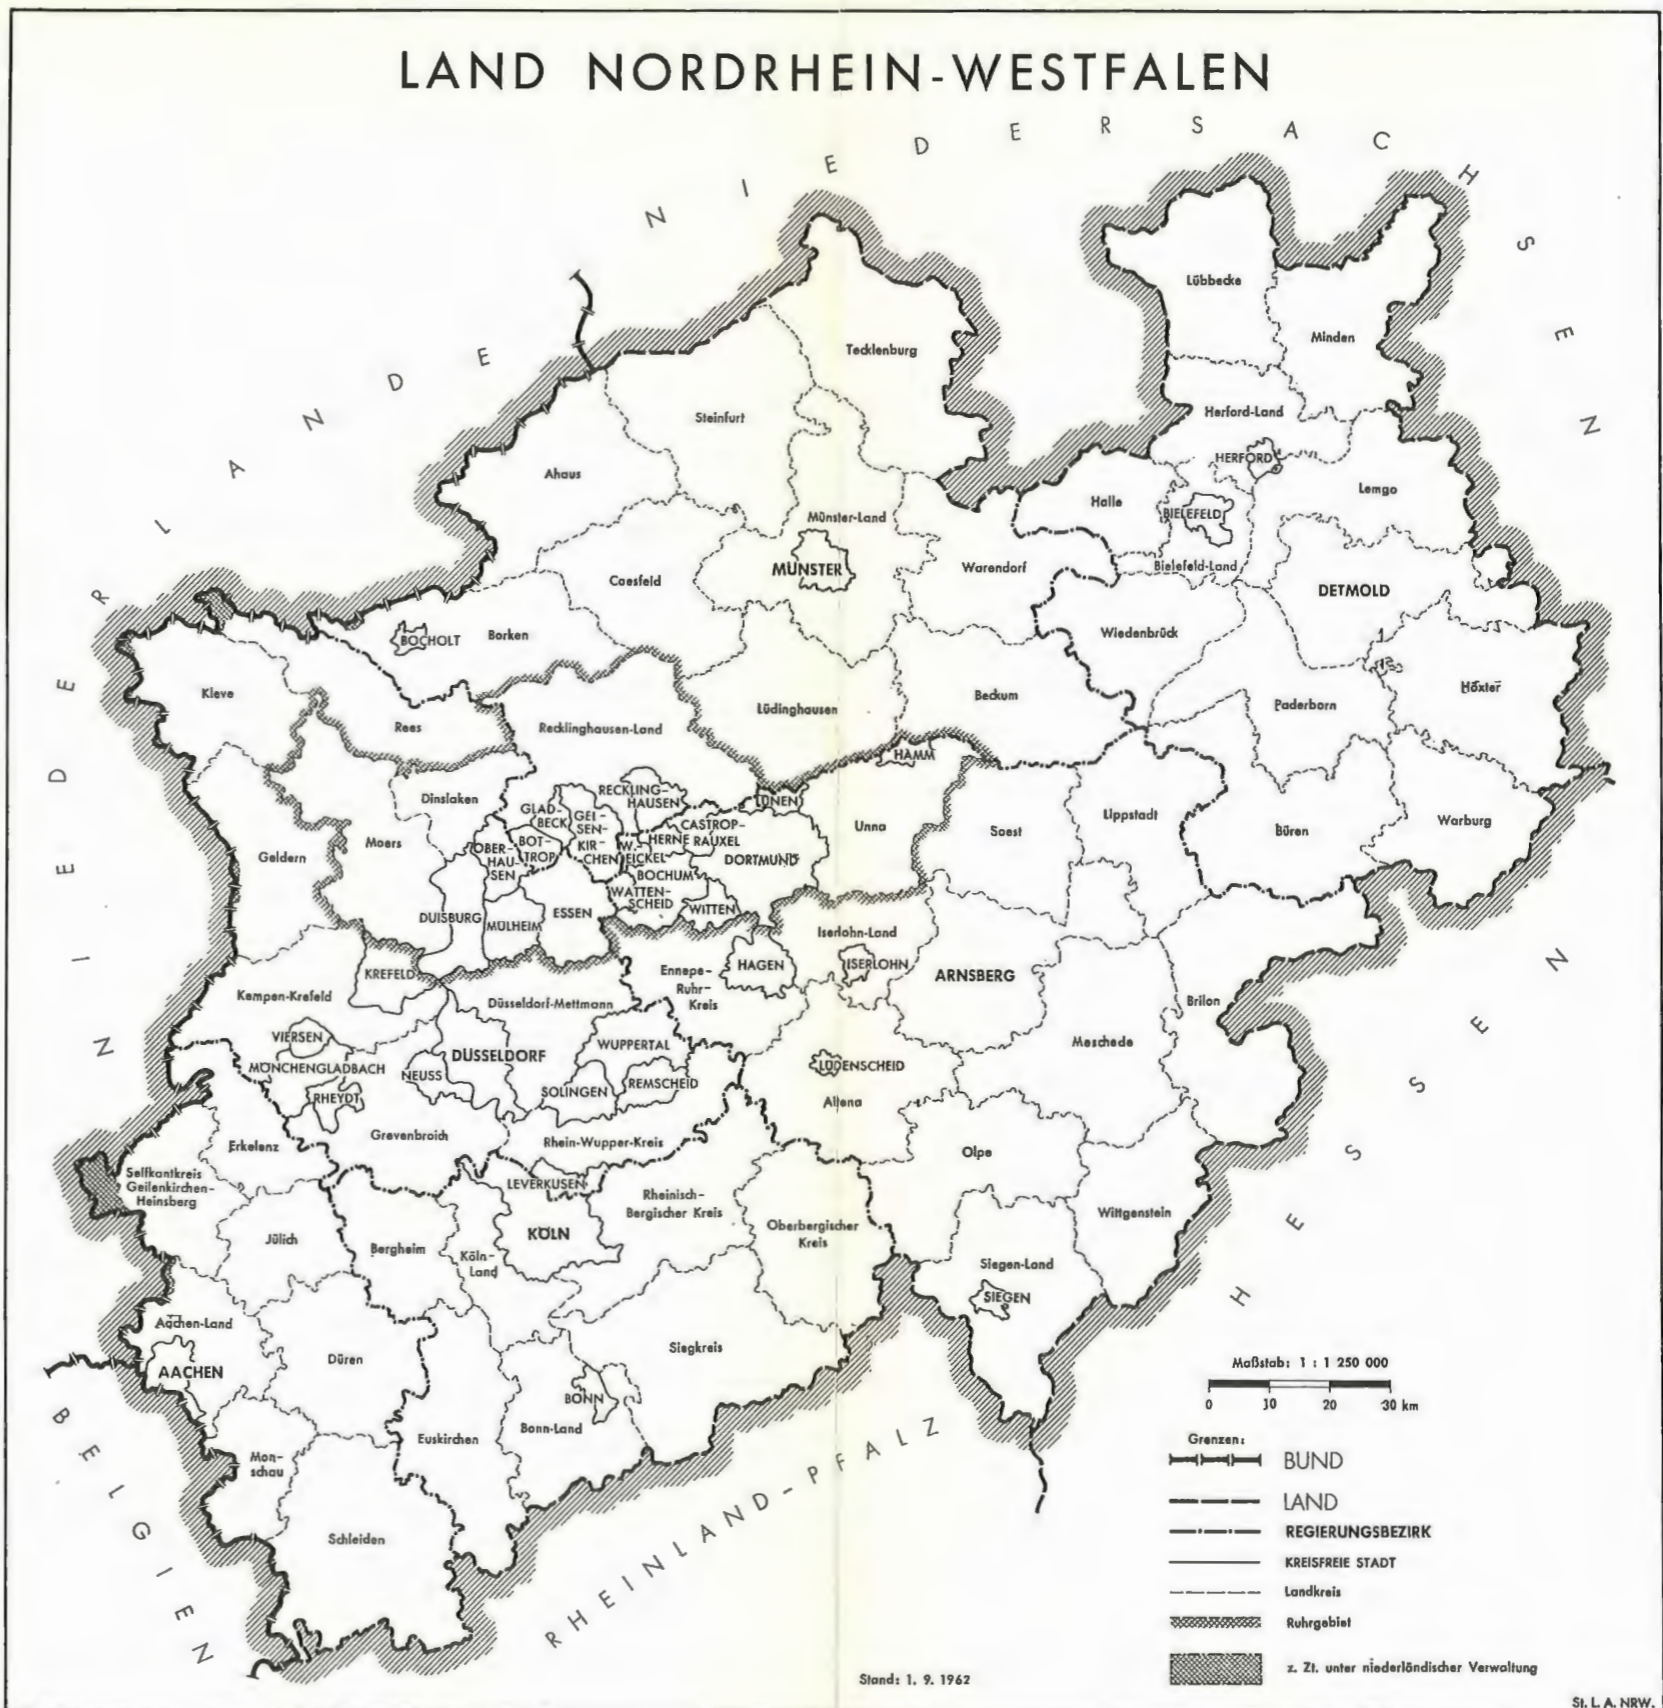 LAND NORDRHEIN-WESTFALEN
NIEDERSACHSEN
NIEDERLANDE
BELGIEN
RHEINLAND-PFALZ
HESSEN
Lübbecke
Minden
Tecklenburg
Herford-Land
Steinfurt
HERFORD
Ahaus
Lemgo
Halle
BIELEFELD
Münster-Land
MÜNSTER
Warendorf
Bielefeld-Land
Coesfeld
DETMOLD
BOCHOLT
Borken
Wiedenbrück
Kleve
Höxter
Beckum
Paderborn
Lüdinghausen
Rees
Recklinghausen-Land
HAMM
Dinslaken
RECKLING-
HAUSEN
LÜNEN
GLAD-
BECK
GEL-
SEN-
KIR-
CHEN
CASTROP-
RAUXEL
HERNE
W.-
EICKEL
Unna
Soest
Lippstadt
Büren
Warburg
Moers
Geldern
OBER-
HAU-
SEN
BOT-
TROP
DORTMUND
BOCHUM
WATTEN-
SCHEID
WITTEN
DUISBURG
MÜLHEIM
ESSEN
Iserlohn-Land
KREFELD
HAGEN
ISERLOHN
Ennepe-
Ruhr-
Kreis
ARNSBERG
Kempen-Krefeld
Düsseldorf-Mettmann
Brilon
VIERSEN
WUPPERTAL
Meschede
DÜSSELDORF
MÖNCHENGLADBACH
NEUSS
LÜDENSCHEID
RHEYDT
SOLINGEN
REMSCHEID
Altena
Grevenbroich
Erkelenz
Rhein-Wupper-Kreis
Olpe
Selfkantkreis
Geilenkirchen-
Heinsberg
LEVERKUSEN
Rheinisch-
Bergischer Kreis
Wittgenstein
Oberbergischer
Kreis
KÖLN
Jülich
Bergheim
Köln-
Land
Siegen-Land
SIEGEN
Aachen-Land
AACHEN
Düren
Siegkreis
BONN
Bonn-Land
Euskirchen
Mon-
schau
Schleiden
Maßstab: 1 : 1 250 000
0 10 20 30 km
Grenzen:
BUND
LAND
REGIERUNGSBEZIRK
KREISFREIE STADT
Landkreis
Ruhrgebiet
z. Zt. unter niederländischer Verwaltung
Stand: 1. 9. 1962
St. L. A. NRW.